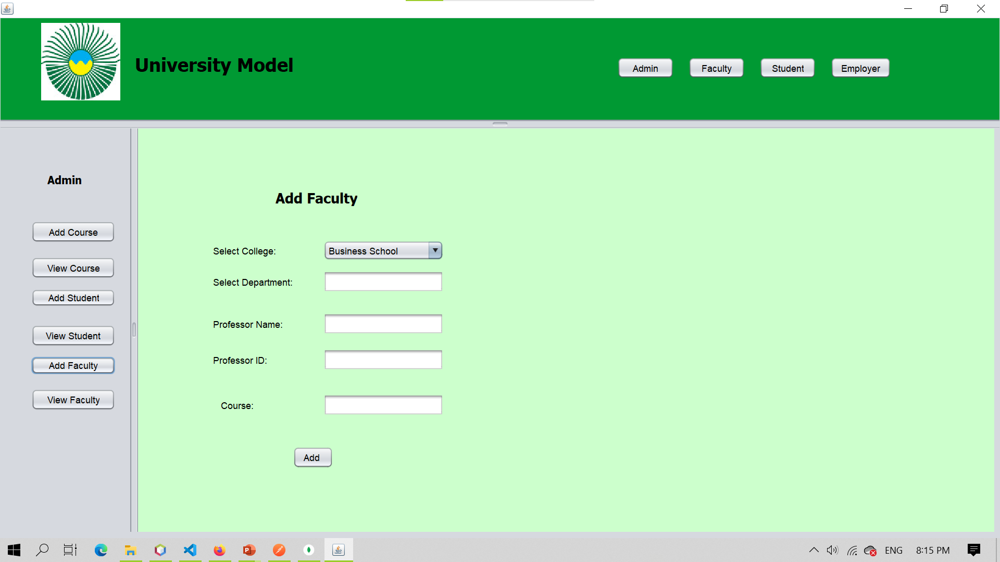 University Model
Admin
Faculty
Student
Employer
Admin
Add Course
View Course
Add Student
View Student
Add Faculty
View Faculty
Add Faculty
Select College:
Business School
Select Department:
Professor Name:
Professor ID:
Course:
Add
P
ENG
8:15 PM